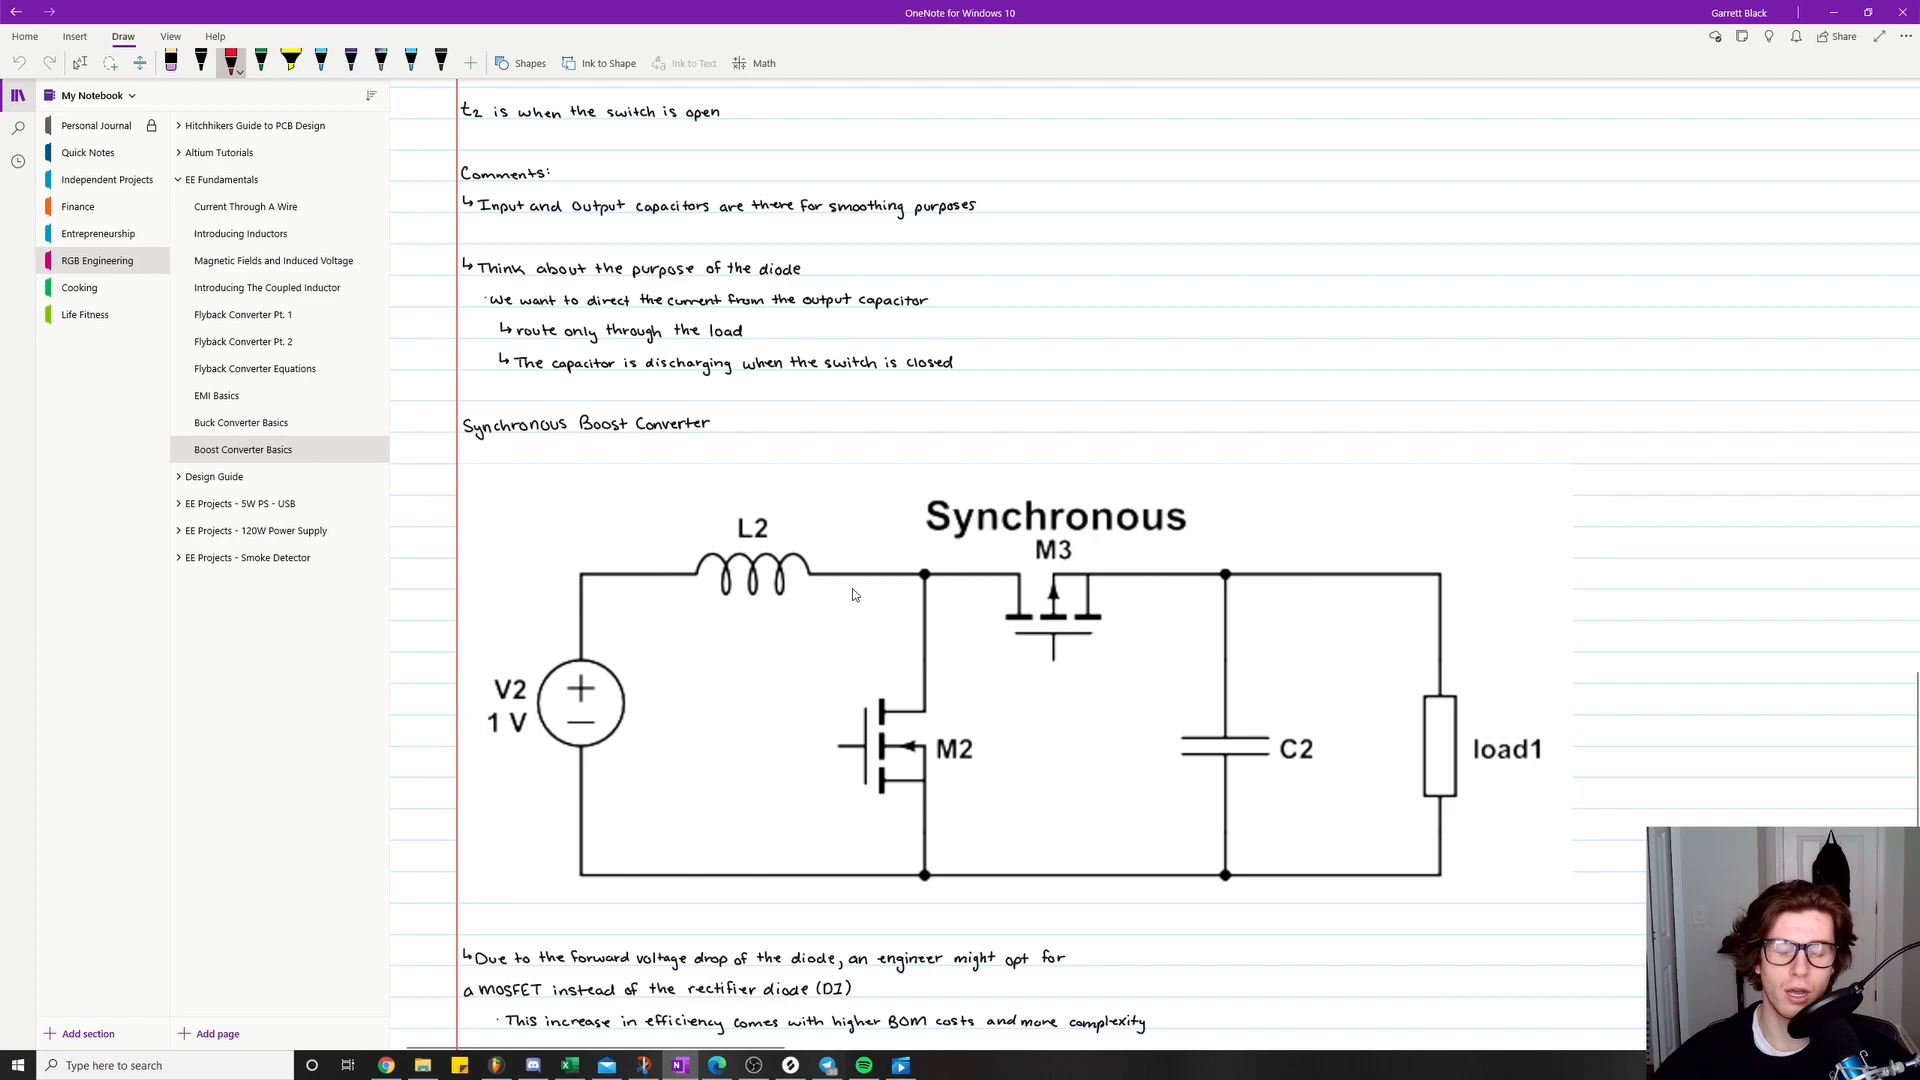 OneNote for Windows 10
Garrett Black
Home
Insert
Draw
View
Help
Share
Shapes
Ink to Shape
Ink to Text
Math
My Notebook
Personal Journal
Quick Notes
Independent Projects
Finance
Entrepreneurship
RGB Engineering
Cooking
Life Fitness
Hitchhikers Guide to PCB Design
Altium Tutorials
EE Fundamentals
Current Through A Wire
Introducing Inductors
Magnetic Fields and Induced Voltage
Introducing The Coupled Inductor
Flyback Converter Pt. 1
Flyback Converter Pt. 2
Flyback Converter Equations
EMI Basics
Buck Converter Basics
Boost Converter Basics
Design Guide
EE Projects - 5W PS - USB
EE Projects - 120W Power Supply
EE Projects - Smoke Detector
t2 is when the switch is open
Comments:
↳ Input and Output capacitors are there for smoothing purposes
↳ Think about the purpose of the diode
· We want to direct the current from the output capacitor
↳ route only through the load
↳ The capacitor is discharging when the switch is closed
Synchronous Boost Converter
Synchronous
L2
M3
V2
1 V
M2
C2
load1
↳ Due to the forward voltage drop of the diode, an engineer might opt for
a MOSFET instead of the rectifier diode (D1)
· This increase in efficiency comes with higher BOM costs and more complexity
Add section
Add page
Type here to search